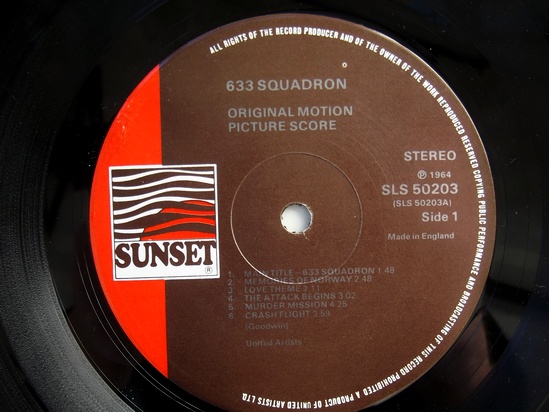 ALL RIGHTS OF THE RECORD PRODUCER AND OF THE OWNER OF THE WORK REPRODUCED RESERVED COPYING PUBLIC PERFORMANCE AND BROADCASTING OF THIS RECORD PROHIBITED A PRODUCT OF UNITED ARTISTS LTD.
633 SQUADRON
ORIGINAL MOTION
PICTURE SCORE
STEREO
℗ 1964
SLS 50203
(SLS 50203A)
Side 1
Made in England
SUNSET
®
1. MAIN TITLE - 633 SQUADRON 1.48
2. MEMORIES OF NORWAY 2.48
3. LOVE THEME 3.11
4. THE ATTACK BEGINS 3.02
5. MURDER MISSION 4.25
6. CRASH FLIGHT 3.59
(Goodwin)
United Artists